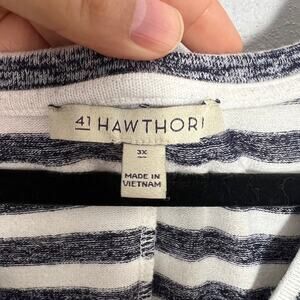 41 HAWTHOR
3X
MADE IN
VIETNAM